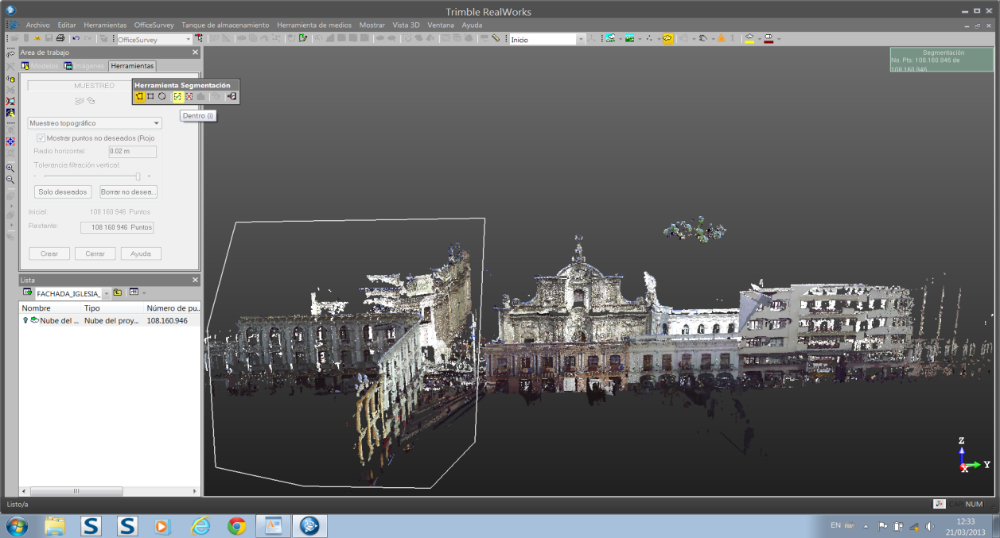 Trimble RealWorks
Archivo Editar Herramientas OfficeSurvey Tanque de almacenamiento Herramienta de medios Mostrar Vista 3D Ventana Ayuda
OfficeSurvey Inicio
Area de trabajo
Modelos Imágenes Herramientas
MUESTREO
Herramienta Segmentación
Dentro (i)
Muestreo topográfico
Mostrar puntos no deseados (Rojo
Radio horizontal: 0.02 m
Tolerancia filtración vertical:
- +
Solo deseados Borrar no desea...
Inicial: 108 160 946 Puntos
Restante: 108 160 946 Puntos
Crear Cerrar Ayuda
Segmentación
No. Pts: 108.160.946 de
108.160.946
Lista
FACHADA_IGLESIA_
Nombre Tipo Número de pu...
Nube del ... Nube del proy... 108.160.946
Z
Y
X
Listo/a
CAP NUM
EN
12:33
21/03/2013